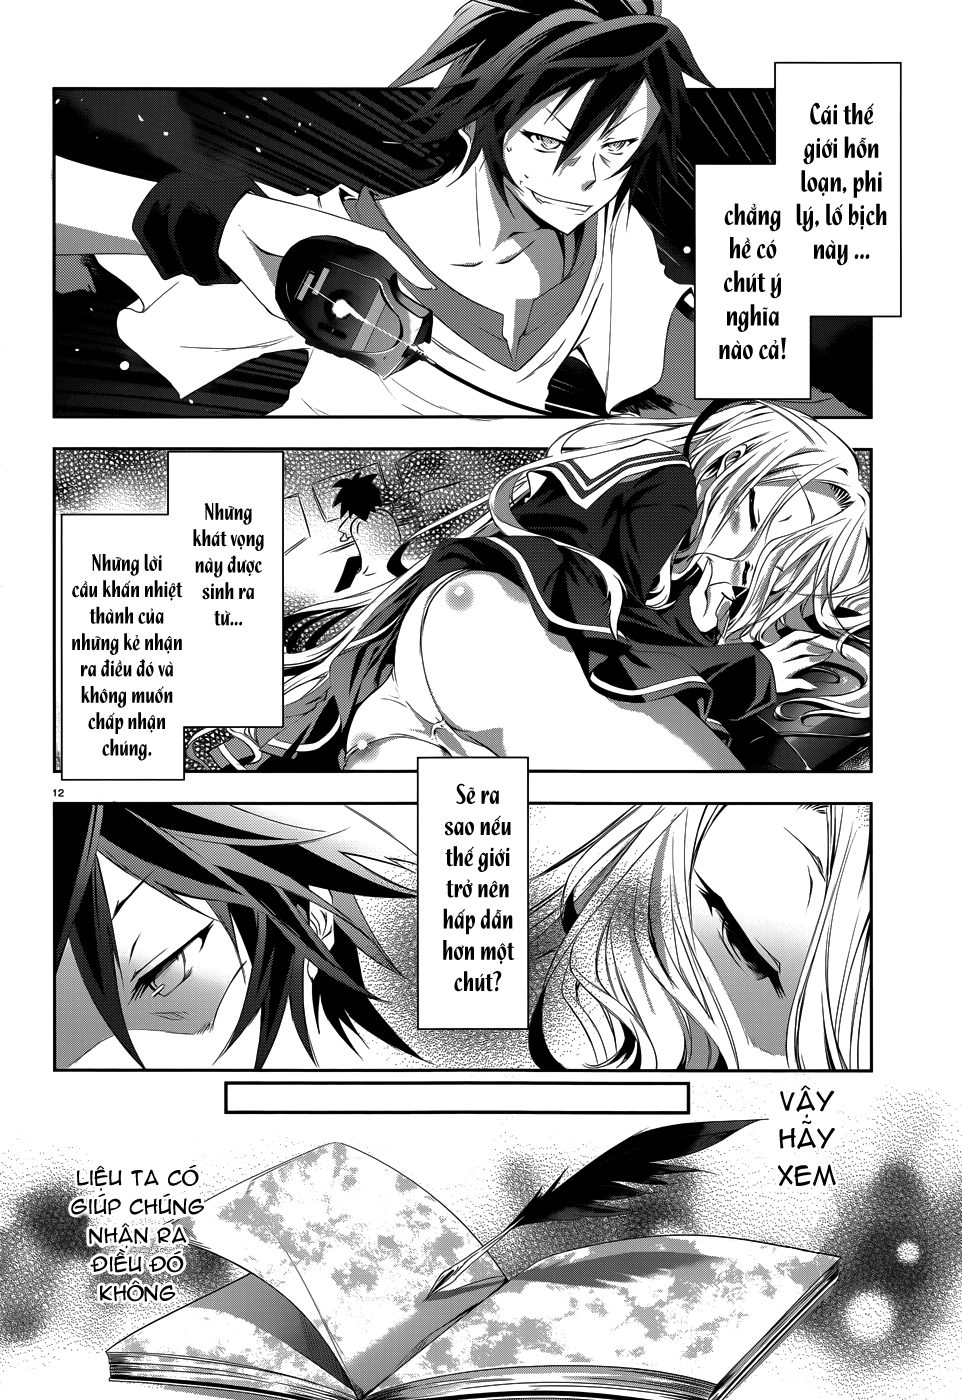 Cái thế
giới hỗn
loạn, phi
lý, lố bịch
này ...
chẳng
hề có
chút ý
nghĩa
nào cả!
Những
khát vọng
này được
sinh ra
từ...
Những lời
cầu khấn nhiệt
thành của
những kẻ nhận
ra điều đó và
không muốn
chấp nhận
chúng.
12
Sẽ ra
sao nếu
thế giới
trở nên
hấp dẫn
hơn một
chút?
VẬY
HÃY
XEM
LIỆU TA CÓ
GIÚP CHÚNG
NHẬN RA
ĐIỀU ĐÓ
KHÔNG